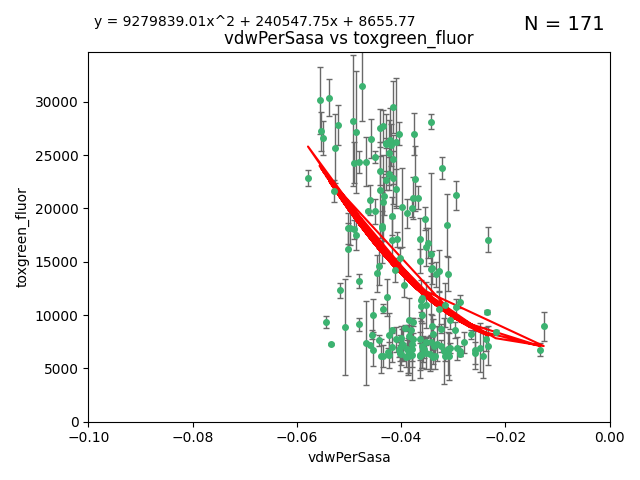 y = 9279839.01x^2 + 240547.75x + 8655.77
N = 171
vdwPerSasa vs toxgreen_fluor
toxgreen_fluor
30000
25000
20000
15000
10000
5000
0
−0.10
−0.08
−0.06
−0.04
−0.02
0.00
vdwPerSasa